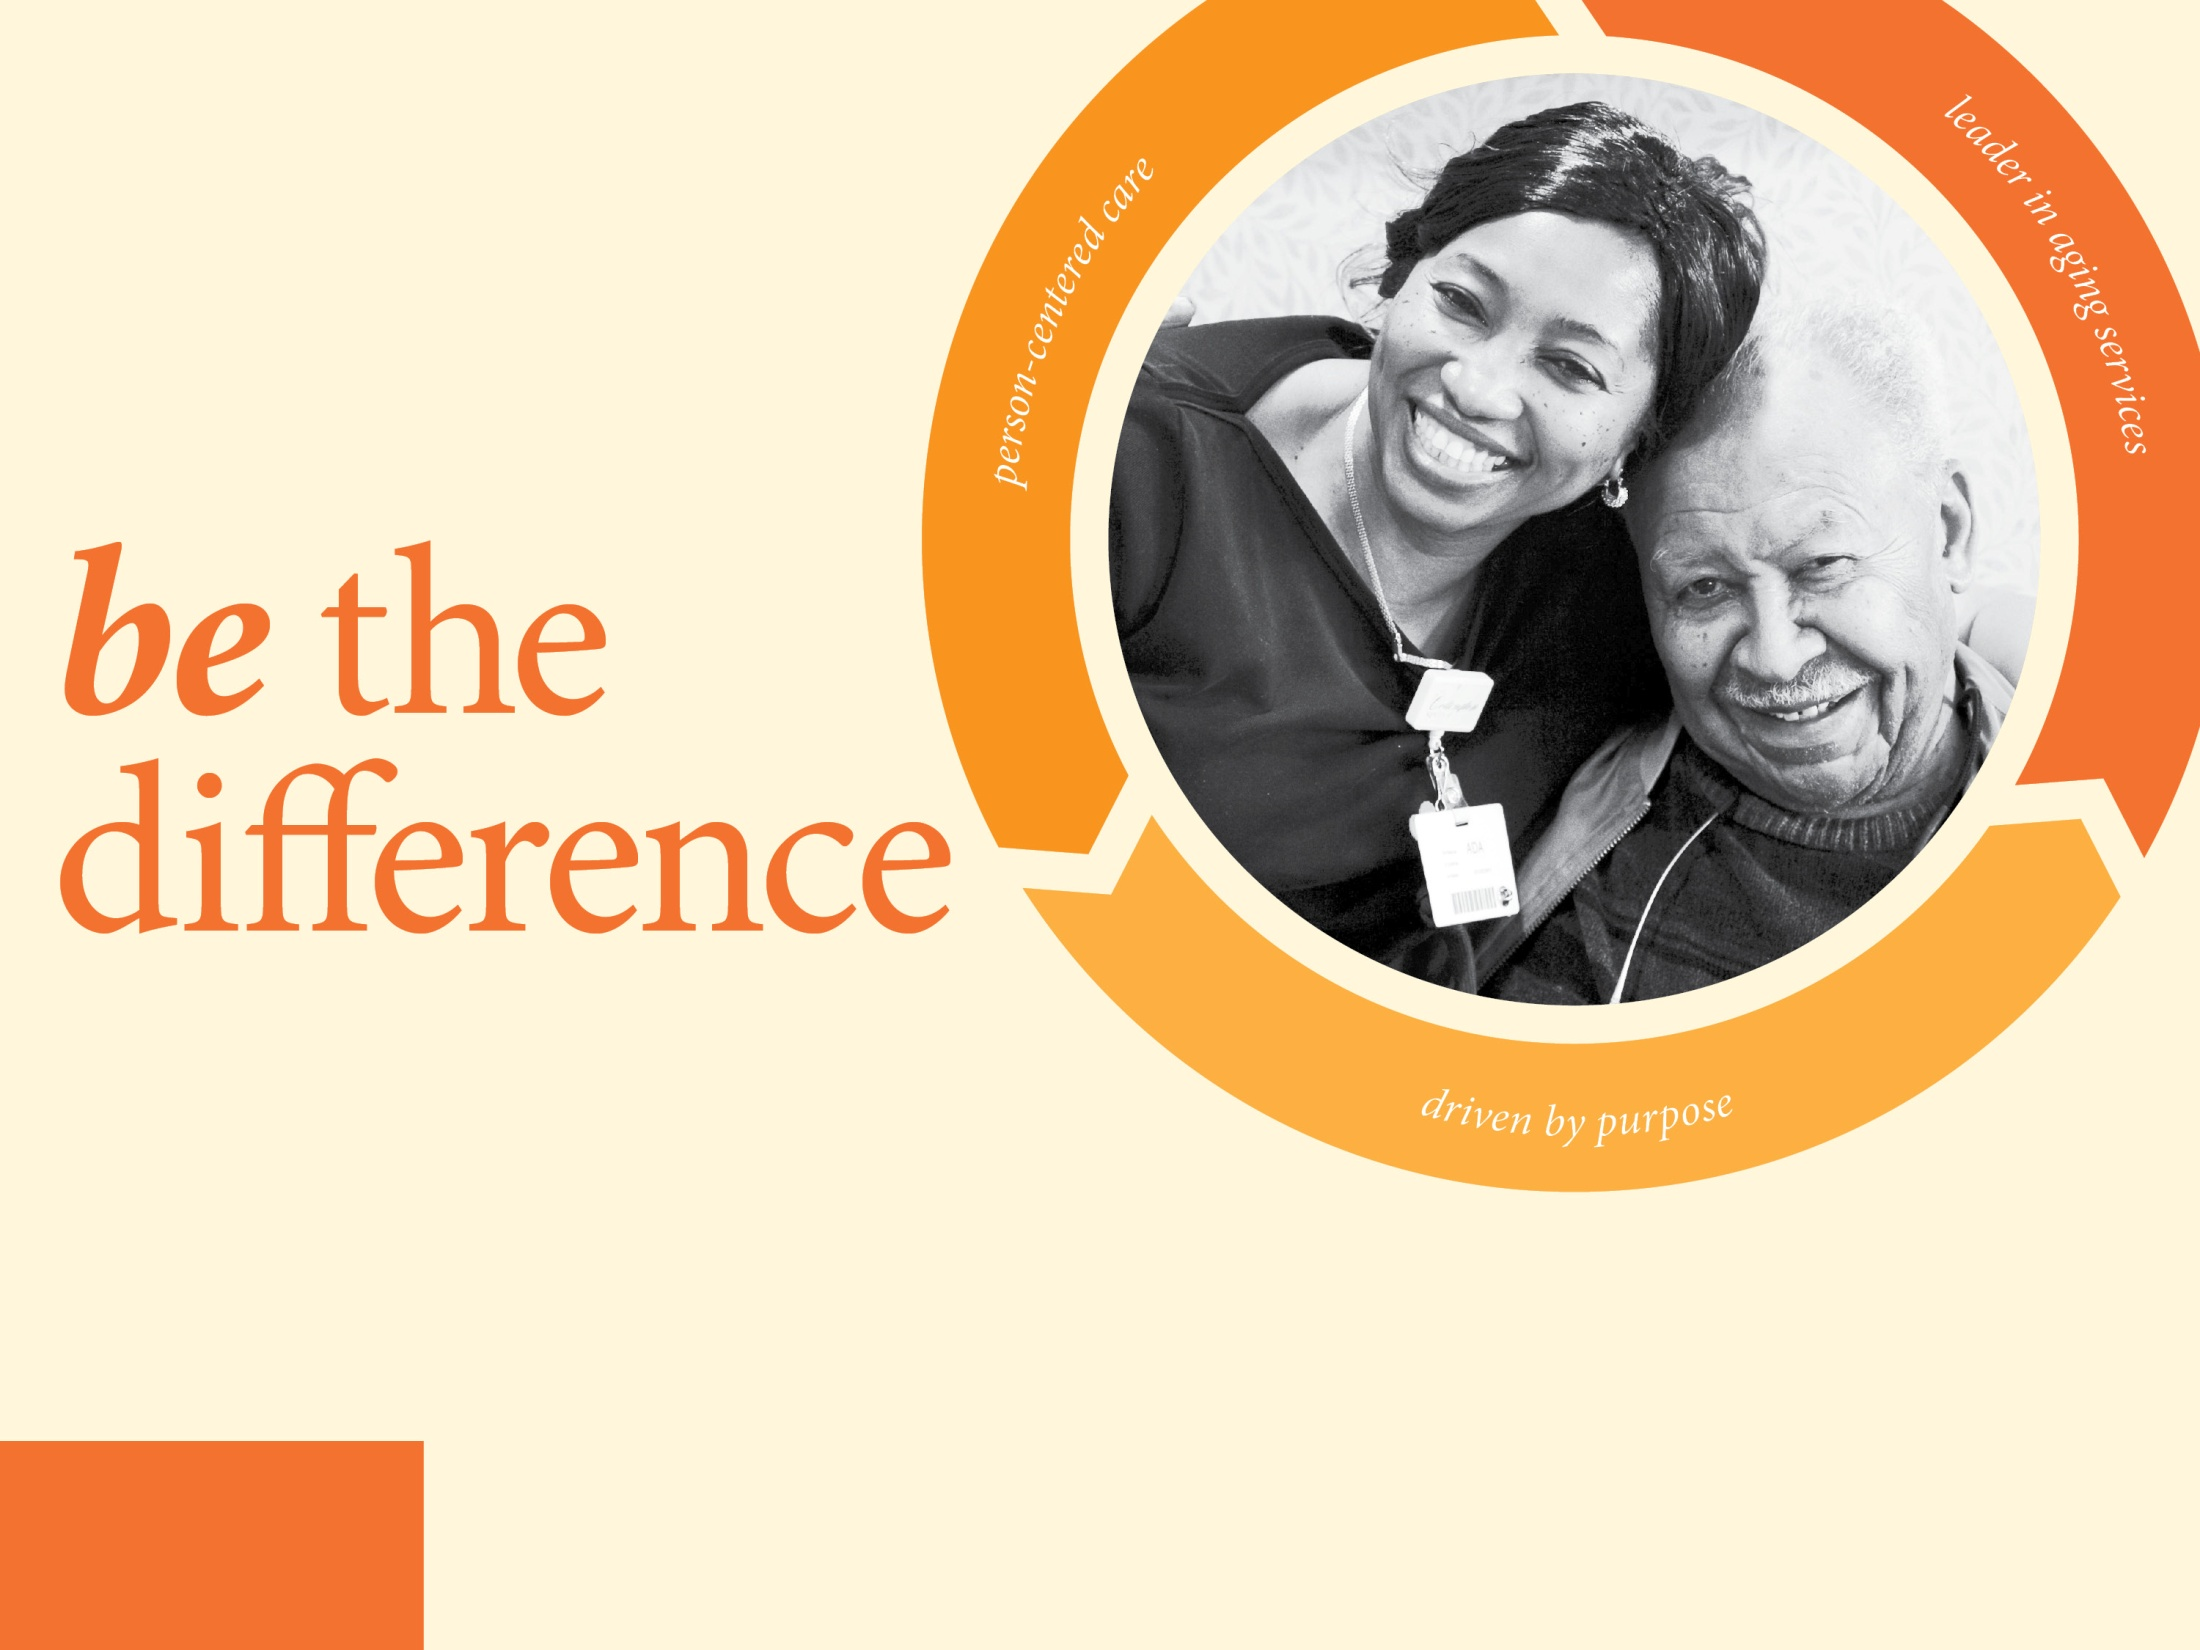 be the
difference
person-centered care
leader in aging services
driven by purpose